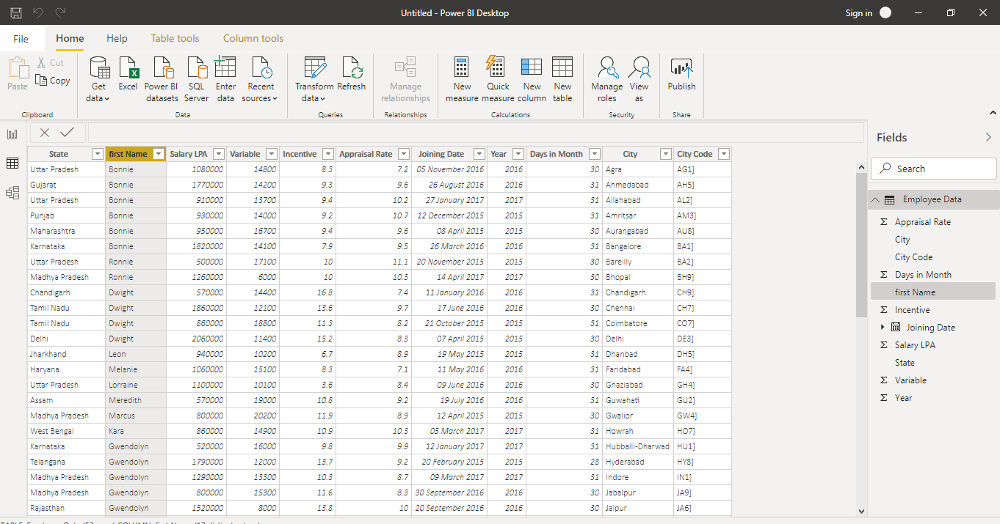 Untitled - Power BI Desktop
Sign in
File Home Help Table tools Column tools
Paste
Cut
Copy
Get data
Excel
Power BI datasets
SQL Server
Enter data
Recent sources
Transform data
Refresh
Manage relationships
New measure
Quick measure
New column
New table
Manage roles
View as
Publish
Clipboard Data Queries Relationships Calculations Security Share
State first Name Salary LPA Variable Incentive Appraisal Rate Joining Date Year Days in Month City City Code
Uttar Pradesh Bonnie 1080000 14800 8.3 7.2 05 November 2016 2016 30 Agra AG1]
Gujarat Bonnie 1770000 14200 9.3 9.6 26 August 2016 2016 31 Ahmedabad AH5]
Uttar Pradesh Bonnie 910000 13700 9.4 10.2 27 January 2017 2017 31 Allahabad AL2]
Punjab Bonnie 930000 14000 9.2 10.7 12 December 2015 2015 31 Amritsar AM3]
Maharashtra Bonnie 950000 16700 9.4 9.6 08 April 2015 2015 30 Aurangabad AU8]
Karnataka Bonnie 1820000 14100 7.9 9.5 26 March 2016 2016 31 Bangalore BA1]
Uttar Pradesh Ronnie 500000 17100 10 11.1 20 November 2015 2015 30 Bareilly BA2]
Madhya Pradesh Ronnie 1260000 6000 10 10.3 14 April 2017 2017 30 Bhopal BH9]
Chandigarh Dwight 570000 14400 16.8 7.4 11 January 2016 2016 31 Chandigarh CH9]
Tamil Nadu Dwight 1860000 12100 13.6 9.7 17 June 2016 2016 30 Chennai CH7]
Tamil Nadu Dwight 860000 18800 11.3 8.2 21 October 2015 2015 31 Coimbatore CO7]
Delhi Dwight 2060000 11400 15.2 8.3 07 April 2015 2015 30 Delhi DE3]
Jharkhand Leon 940000 10200 6.7 8.9 19 May 2015 2015 31 Dhanbad DH5]
Haryana Melanie 1060000 15100 8.3 7.1 11 May 2016 2016 31 Faridabad FA4]
Uttar Pradesh Lorraine 1100000 10100 3.6 8.4 09 June 2016 2016 30 Ghaziabad GH4]
Assam Meredith 570000 19000 10.8 9.2 19 July 2016 2016 31 Guwahati GU2]
Madhya Pradesh Marcus 800000 20200 11.9 8.9 12 April 2015 2015 30 Gwalior GW4]
West Bengal Kara 860000 14900 10.9 10.3 05 March 2017 2017 31 Howrah HO7]
Karnataka Gwendolyn 520000 16000 9.8 9.9 12 January 2017 2017 31 Hubballi-Dharwad HU1]
Telangana Gwendolyn 1790000 12000 13.7 9.2 20 February 2015 2015 28 Hyderabad HY8]
Madhya Pradesh Gwendolyn 1290000 13300 10.3 8.7 09 March 2017 2017 31 Indore IN1]
Madhya Pradesh Gwendolyn 800000 15300 11.6 8.3 30 September 2016 2016 30 Jabalpur JA9]
Rajasthan Gwendolyn 1520000 8000 13.8 10 20 September 2016 2016 30 Jaipur JA6]
Fields
Search
Employee Data
Σ Appraisal Rate
City
City Code
Σ Days in Month
first Name
Σ Incentive
Joining Date
Σ Salary LPA
State
Σ Variable
Σ Year